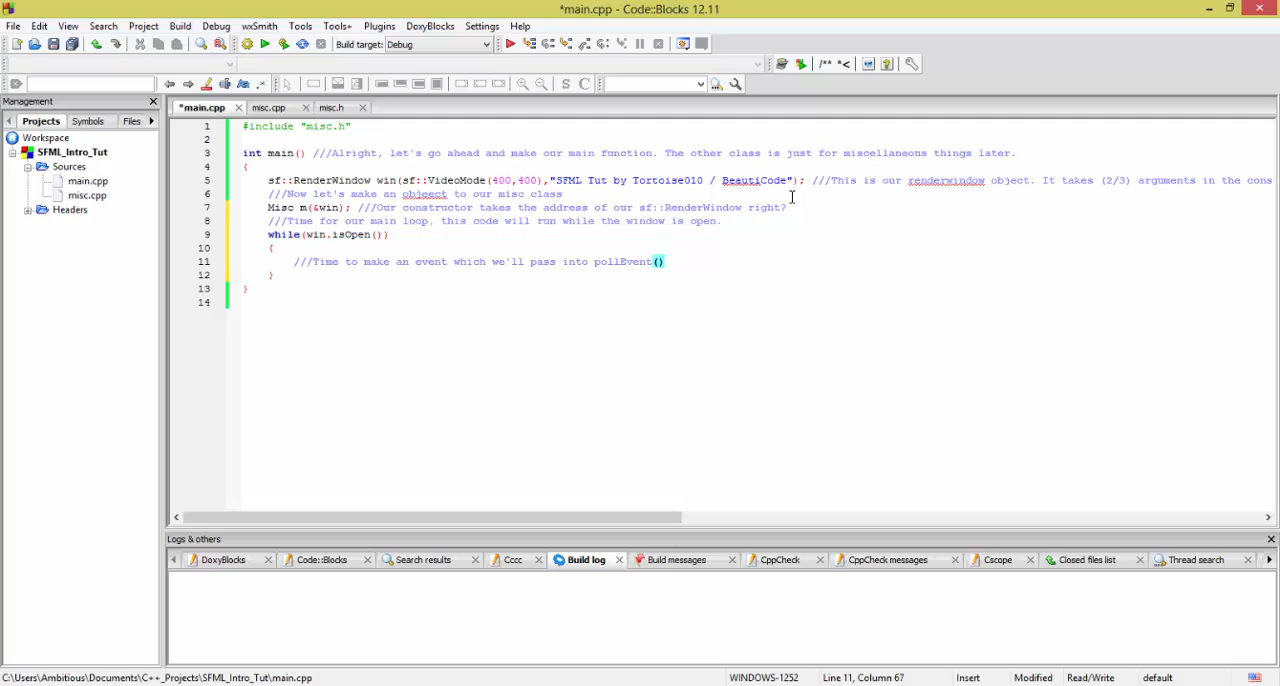 *main.cpp - Code::Blocks 12.11
File Edit View Search Project Build Debug wxSmith Tools Tools+ Plugins DoxyBlocks Settings Help
Build target: Debug
/** *<
S C
Management
*main.cpp misc.cpp misc.h
Projects Symbols Files
Workspace
SFML_Intro_Tut
Sources
main.cpp
misc.cpp
Headers
1 #include "misc.h"
2
3 int main() ///Alright, let's go ahead and make our main function. The other class is just for miscellaneous things later.
4 {
5 sf::RenderWindow win(sf::VideoMode(400,400),"SFML Tut by Tortoise010 / BeautiCode"); ///This is our renderwindow object. It takes (2/3) arguments in the cons
6 ///Now let's make an objeect to our misc class
7 Misc m(&win); ///Our constructor takes the address of our sf::RenderWindow right?
8 ///Time for our main loop, this code will run while the window is open.
9 while(win.isOpen())
10 {
11 ///Time to make an event which we'll pass into pollEvent()
12 }
13 }
14
Logs & others
DoxyBlocks Code::Blocks Search results Cccc Build log Build messages CppCheck CppCheck messages Cscope Closed files list Thread search
C:\Users\Ambitious\Documents\C++_Projects\SFML_Intro_Tut\main.cpp WINDOWS-1252 Line 11, Column 67 Insert Modified Read/Write default